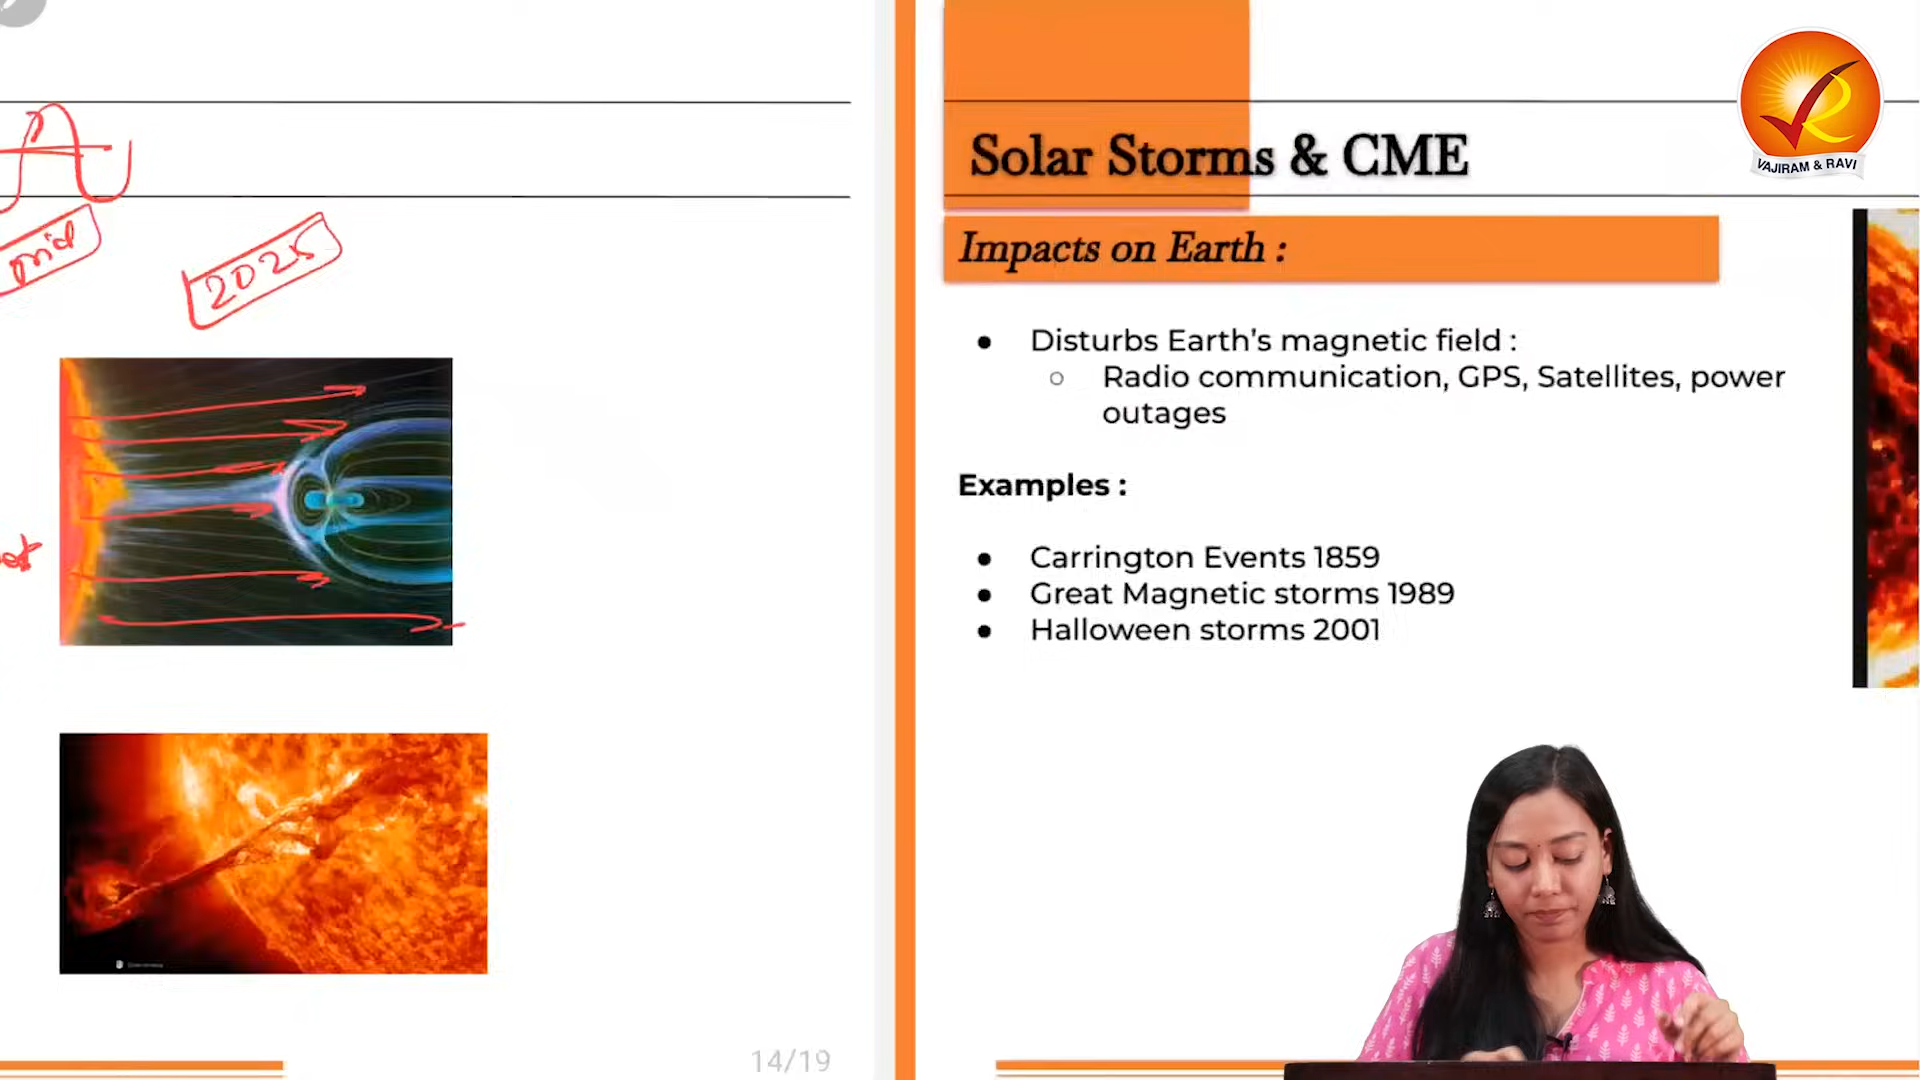 mid
2025
14/19
Solar Storms & CME
VAJIRAM & RAVI
Impacts on Earth :
Disturbs Earth's magnetic field :
Radio communication, GPS, Satellites, power
outages
Examples :
Carrington Events 1859
Great Magnetic storms 1989
Halloween storms 2001